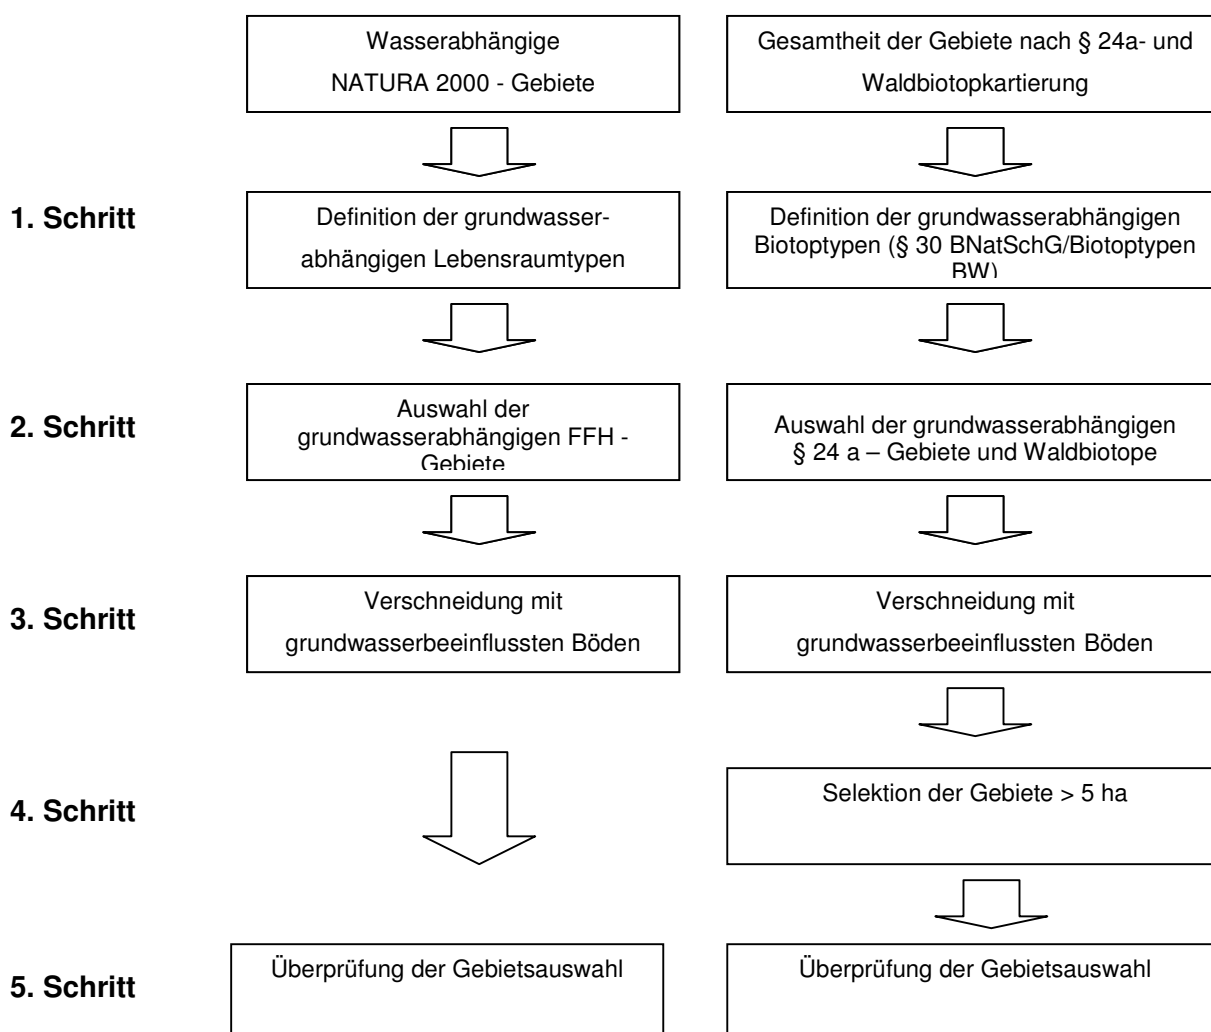 Wasserabhängige
NATURA 2000 - Gebiete
Gesamtheit der Gebiete nach § 24a- und
Waldbiotopkartierung
1. Schritt
Definition der grundwasser-
abhängigen Lebensraumtypen
Definition der grundwasserabhängigen
Biotoptypen (§ 30 BNatSchG/Biotoptypen
BW)
2. Schritt
Auswahl der
grundwasserabhängigen FFH -
Gebiete
Auswahl der grundwasserabhängigen
§ 24 a – Gebiete und Waldbiotope
3. Schritt
Verschneidung mit
grundwasserbeeinflussten Böden
Verschneidung mit
grundwasserbeeinflussten Böden
4. Schritt
Selektion der Gebiete > 5 ha
5. Schritt
Überprüfung der Gebietsauswahl
Überprüfung der Gebietsauswahl